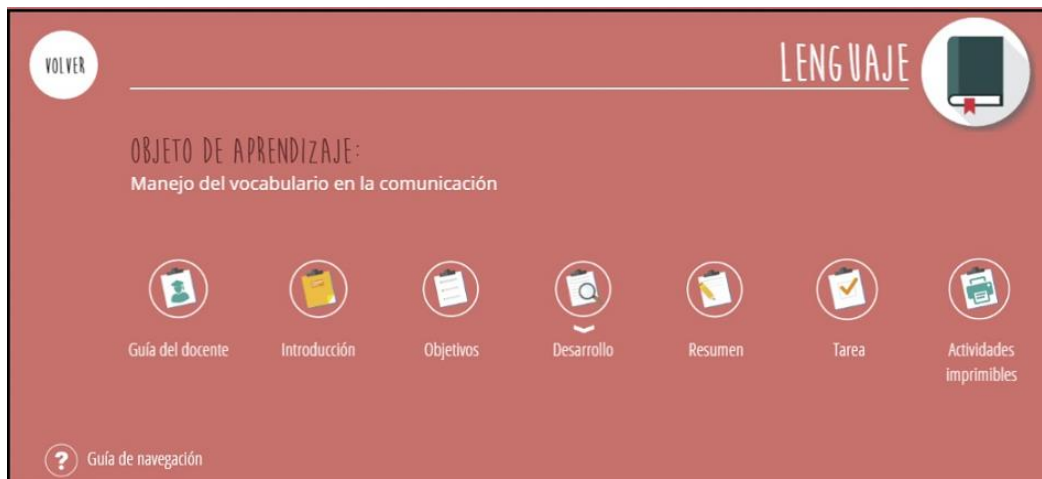 VOLVER
LENGUAJE
OBJETO DE APRENDIZAJE:
Manejo del vocabulario en la comunicación
Guía del docente
Introducción
Objetivos
Desarrollo
Resumen
Tarea
Actividades
imprimibles
? Guía de navegación